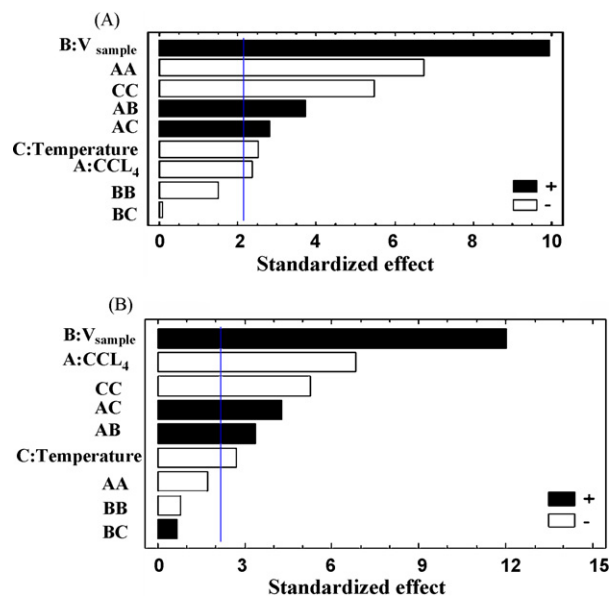 (A)
B:V sample
AA
CC
AB
AC
C:Temperature
A:CCL4
BB
BC
+
-
0 2 4 6 8 10
Standardized effect
(B)
B:Vsample
A:CCL4
CC
AC
AB
C:Temperature
AA
BB
BC
+
-
0 3 6 9 12 15
Standardized effect